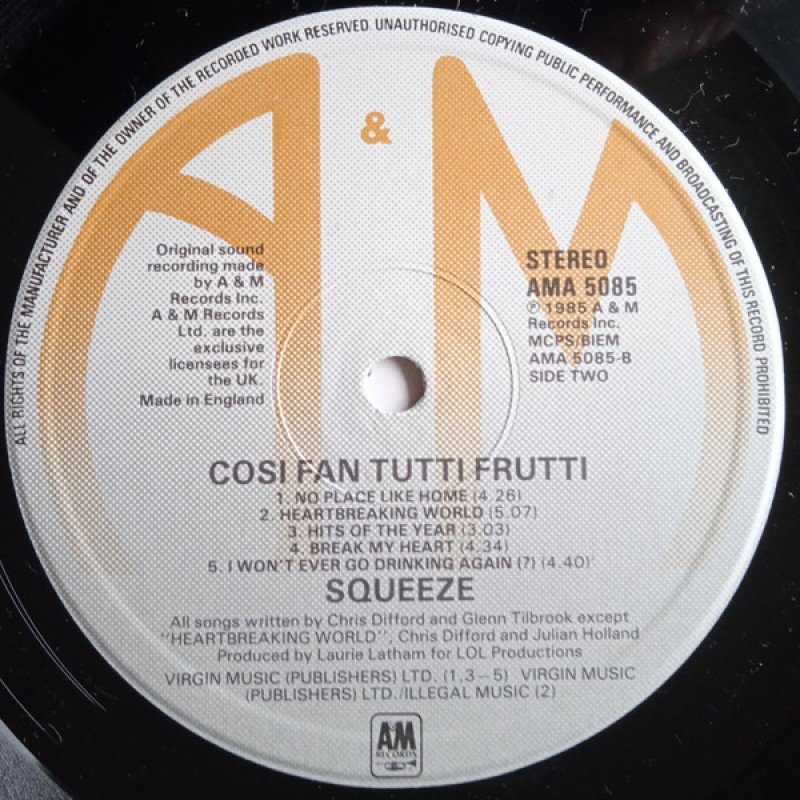 ALL RIGHTS OF THE MANUFACTURER AND OF THE OWNER OF THE RECORDED WORK RESERVED. UNAUTHORISED COPYING PUBLIC PERFORMANCE AND BROADCASTING OF THIS RECORD PROHIBITED
A & M
Original sound
recording made
by A & M
Records Inc.
A & M Records
Ltd. are the
exclusive
licensees for
the UK.
Made in England
STEREO
AMA 5085
℗ 1985 A & M
Records Inc.
MCPS/BIEM
AMA 5085-B
SIDE TWO
COSI FAN TUTTI FRUTTI
1. NO PLACE LIKE HOME (4.26)
2. HEARTBREAKING WORLD (5.07)
3. HITS OF THE YEAR (3.03)
4. BREAK MY HEART (4.34)
5. I WON'T EVER GO DRINKING AGAIN (?) (4.40)
SQUEEZE
All songs written by Chris Difford and Glenn Tilbrook except
"HEARTBREAKING WORLD", Chris Difford and Julian Holland
Produced by Laurie Latham for LOL Productions
VIRGIN MUSIC (PUBLISHERS) LTD. (1,3—5) VIRGIN MUSIC
(PUBLISHERS) LTD./ILLEGAL MUSIC (2)
AM
RECORDS